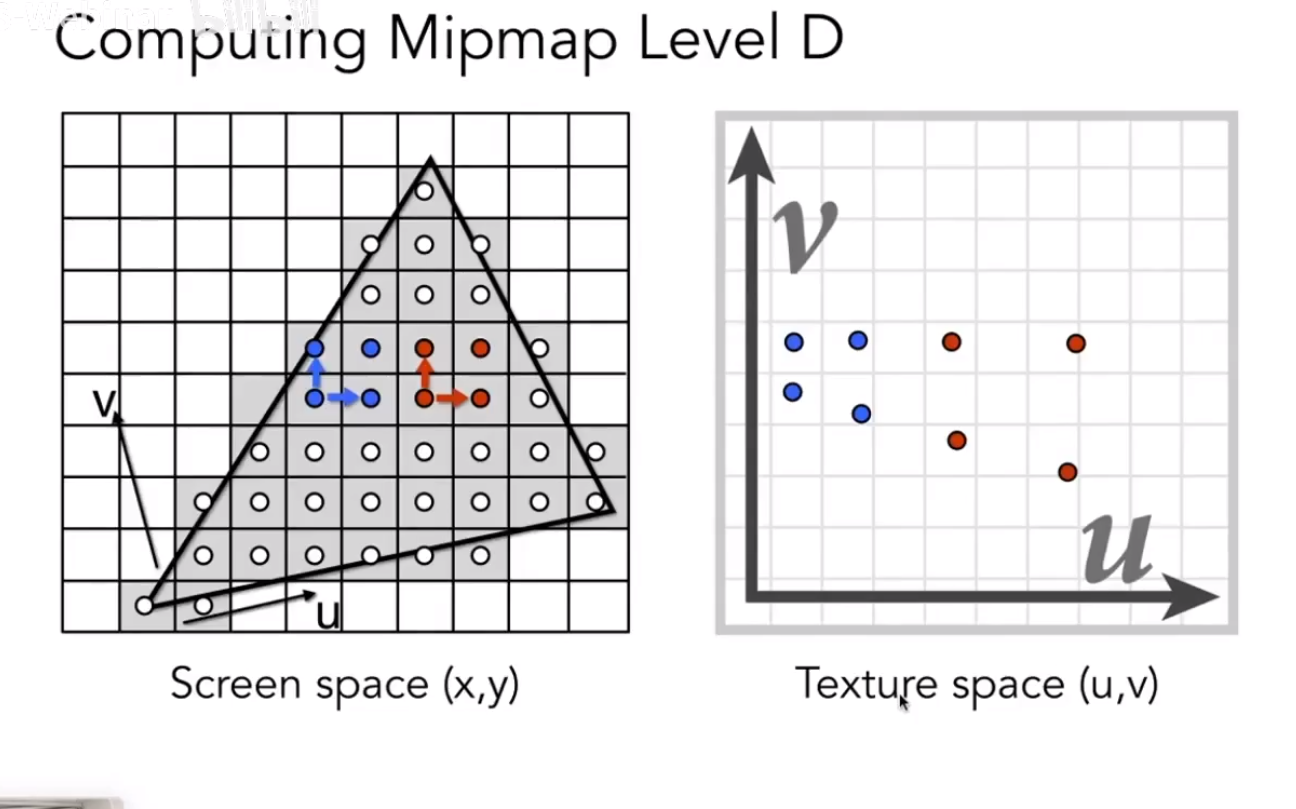 Computing Mipmap Level D
v
u
v
u
Screen space (x,y)
Texture space (u,v)